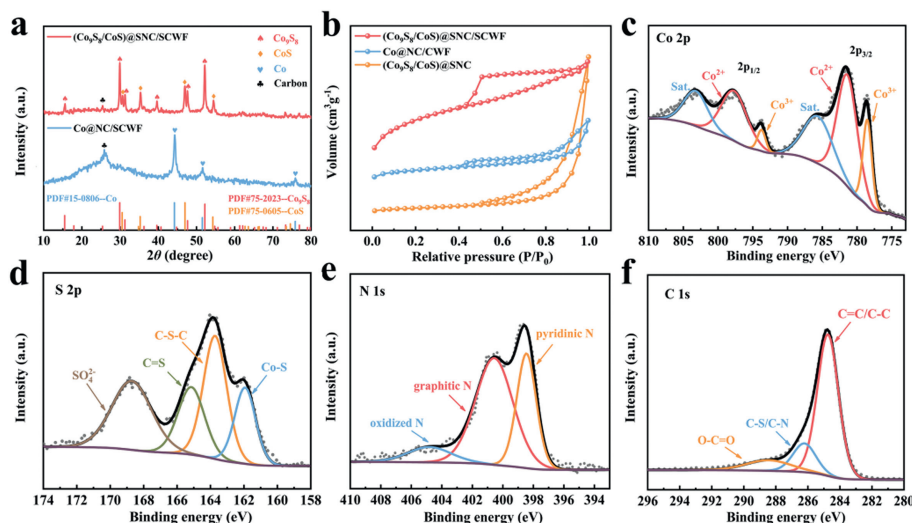 a
(Co₉S₈/CoS)@SNC/SCWF
Co₉S₈
CoS
Co
Carbon
Co@NC/SCWF
PDF#15-0806--Co
PDF#75-2023--Co₉S₈
PDF#75-0605--CoS
Intensity (a.u.)
10 20 30 40 50 60 70 80
2θ (degree)
b
(Co₉S₈/CoS)@SNC/SCWF
Co@NC/CWF
(Co₉S₈/CoS)@SNC
Volume (cm³·g⁻¹)
0.0 0.2 0.4 0.6 0.8 1.0
Relative pressure (P/P₀)
c
Co 2p
2p₁/₂
2p₃/₂
Co²⁺
Co²⁺
Sat.
Co³⁺
Sat.
Co³⁺
Intensity (a.u.)
810 803 797 790 785 780 775
Binding energy (eV)
d
S 2p
C-S-C
C=S
Co-S
SO₄²⁻
Intensity (a.u.)
174 170 168 165 164 162 160 158
Binding energy (eV)
e
N 1s
pyridinic N
graphitic N
oxidized N
Intensity (a.u.)
410 408 406 404 402 400 398 396 394
Binding energy (eV)
f
C 1s
C=C/C-C
C-S/C-N
O-C=O
Intensity (a.u.)
296 294 292 290 288 286 284 282 280
Binding energy (eV)